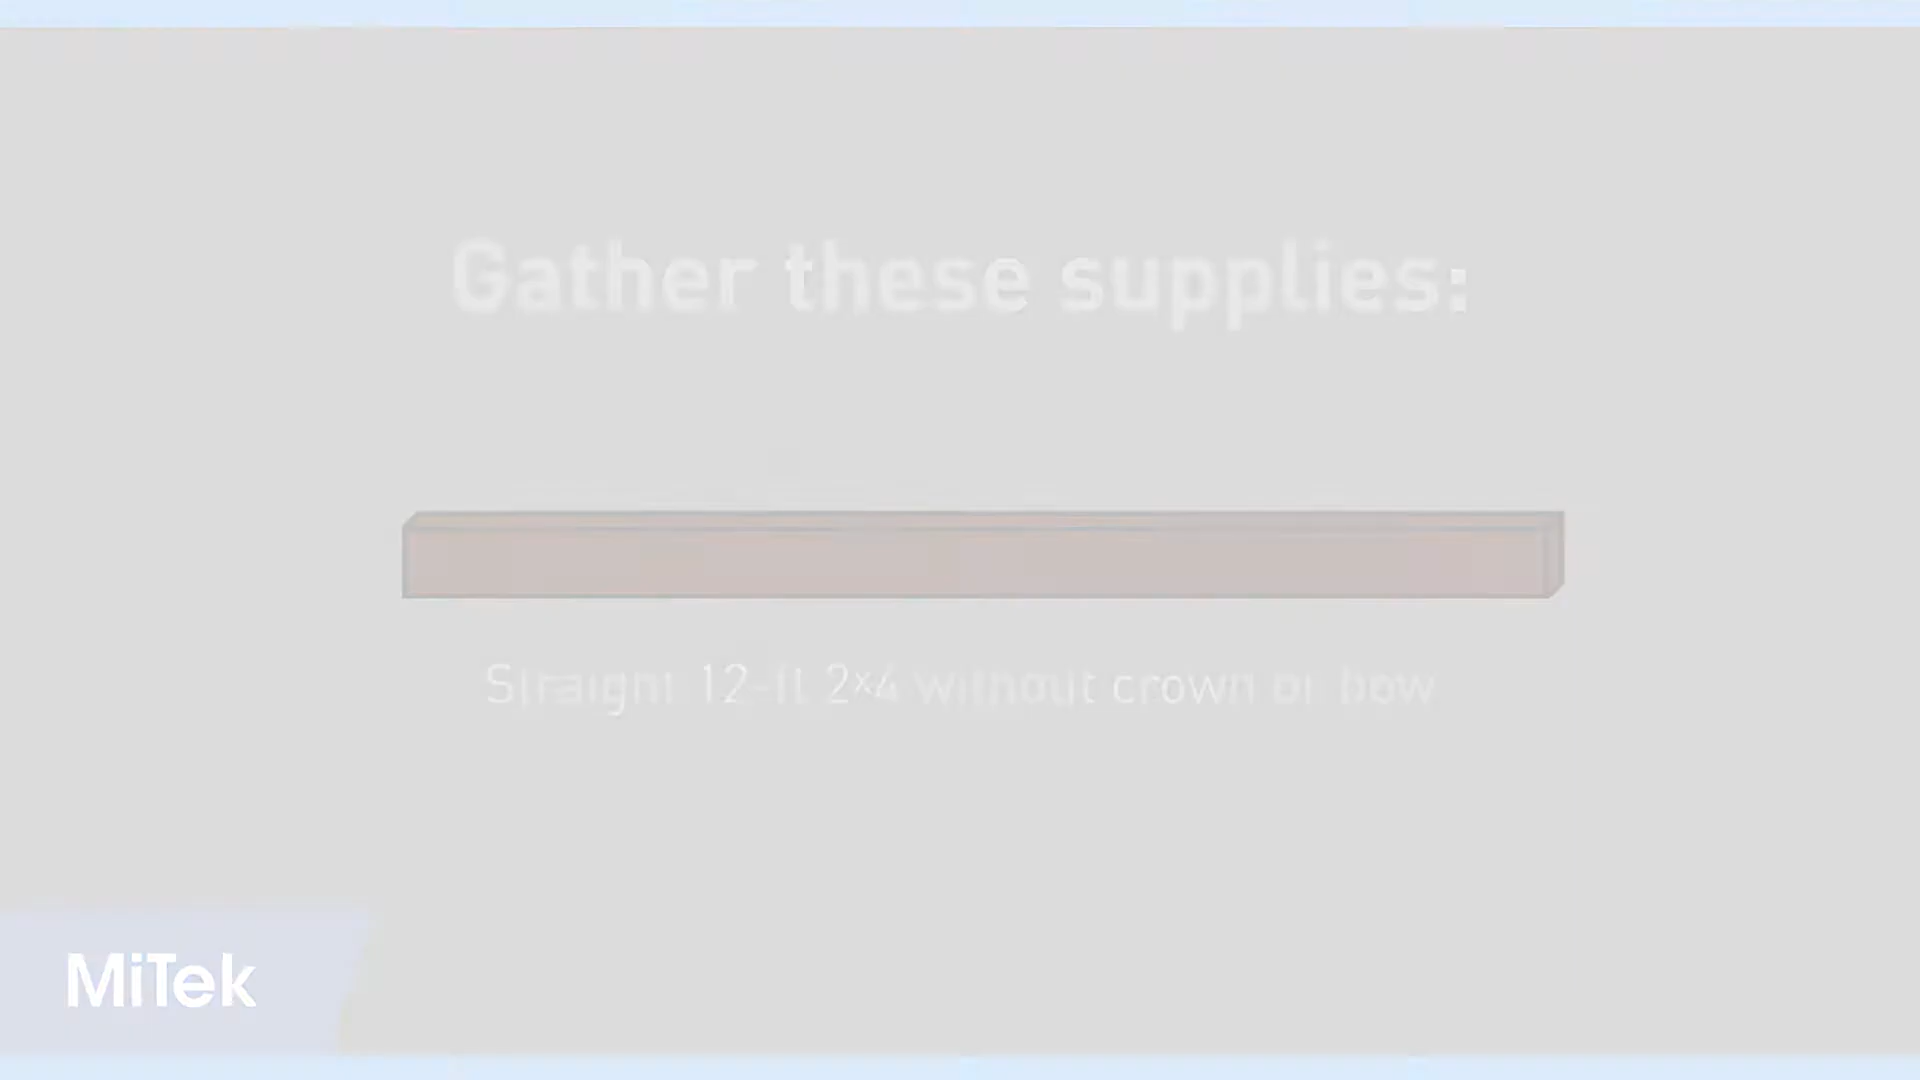 Gather these supplies:
Straight 12-ft 2×4 without crown or bow
MiTek